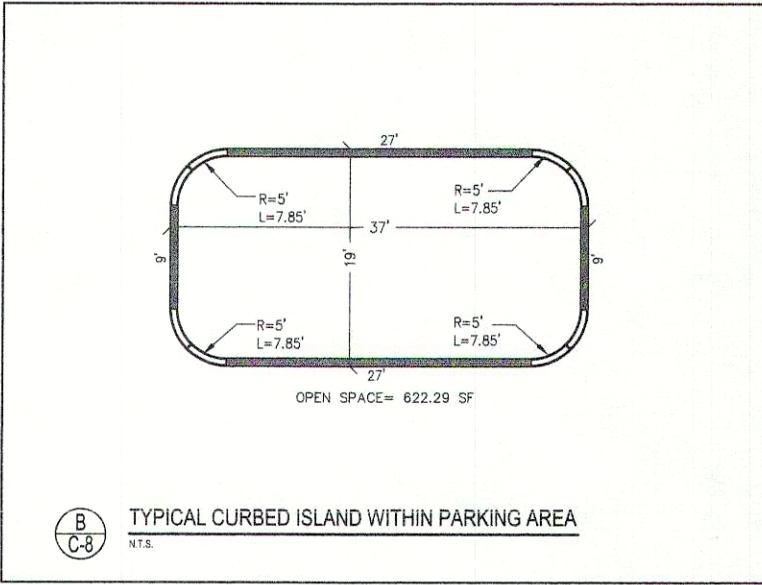 27'
R=5'
L=7.85'
R=5'
L=7.85'
37'
9'
19'
9'
R=5'
L=7.85'
R=5'
L=7.85'
27'
OPEN SPACE= 622.29 SF
B
C-8
TYPICAL CURBED ISLAND WITHIN PARKING AREA
N.T.S.